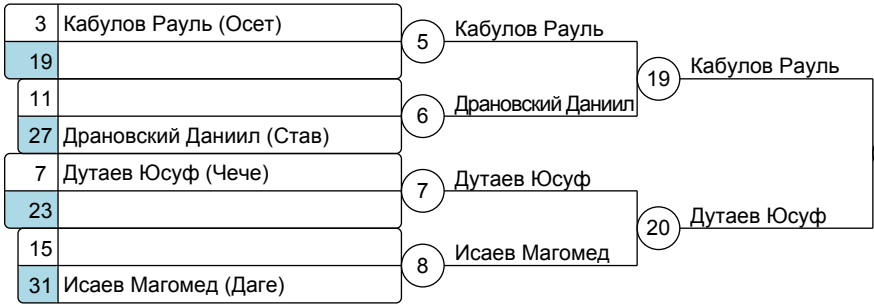 3 Кабулов Рауль (Осет)
19
5 Кабулов Рауль
11
27 Драновский Даниил (Став)
6 Драновский Даниил
19 Кабулов Рауль
7 Дутаев Юсуф (Чече)
23
7 Дутаев Юсуф
15
31 Исаев Магомед (Даге)
8 Исаев Магомед
20 Дутаев Юсуф